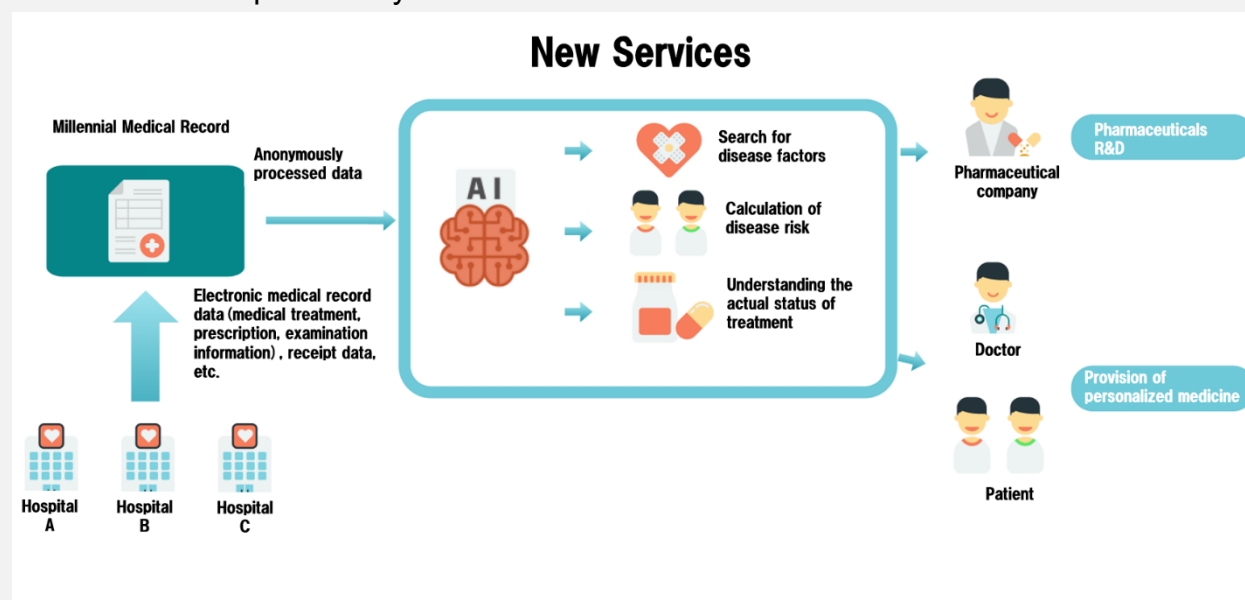 New Services
Millennial Medical Record
Anonymously
processed data
Electronic medical record
data (medical treatment,
prescription, examination
information), receipt data,
etc.
Hospital
A
Hospital
B
Hospital
C
AI
Search for
disease factors
Calculation of
disease risk
Understanding the
actual status of
treatment
Pharmaceutical
company
Pharmaceuticals
R&D
Doctor
Provision of
personalized medicine
Patient